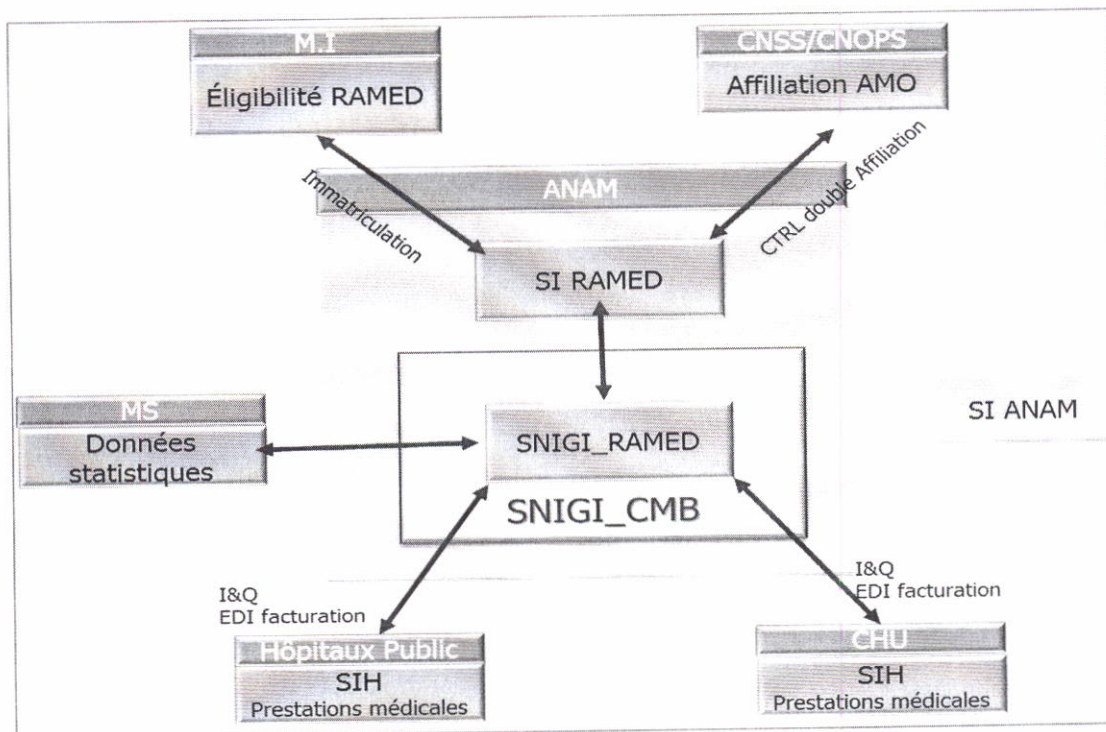 M.I
Éligibilité RAMED
CNSS/CNOPS
Affiliation AMO
Immatriculation
ANAM
CTRL double Affiliation
SI RAMED
MS
Données
statistiques
SNIGI_RAMED
SNIGI_CMB
SI ANAM
I&Q
EDI facturation
I&Q
EDI facturation
Hôpitaux Public
SIH
Prestations médicales
CHU
SIH
Prestations médicales